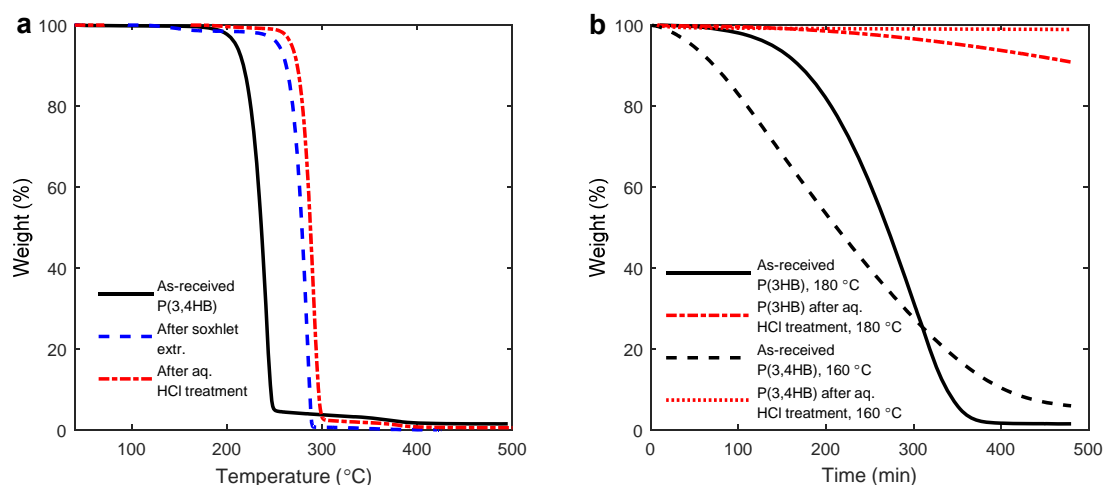 a
100
80
60
40
20
0
Weight (%)
As-received
P(3,4HB)
After soxhlet
extr.
After aq.
HCl treatment
100
200
300
400
500
Temperature (°C)
b
100
80
60
40
20
0
Weight (%)
As-received
P(3HB), 180 °C
P(3HB) after aq.
HCl treatment, 180 °C
As-received
P(3,4HB), 160 °C
P(3,4HB) after aq.
HCl treatment, 160 °C
0
100
200
300
400
500
Time (min)